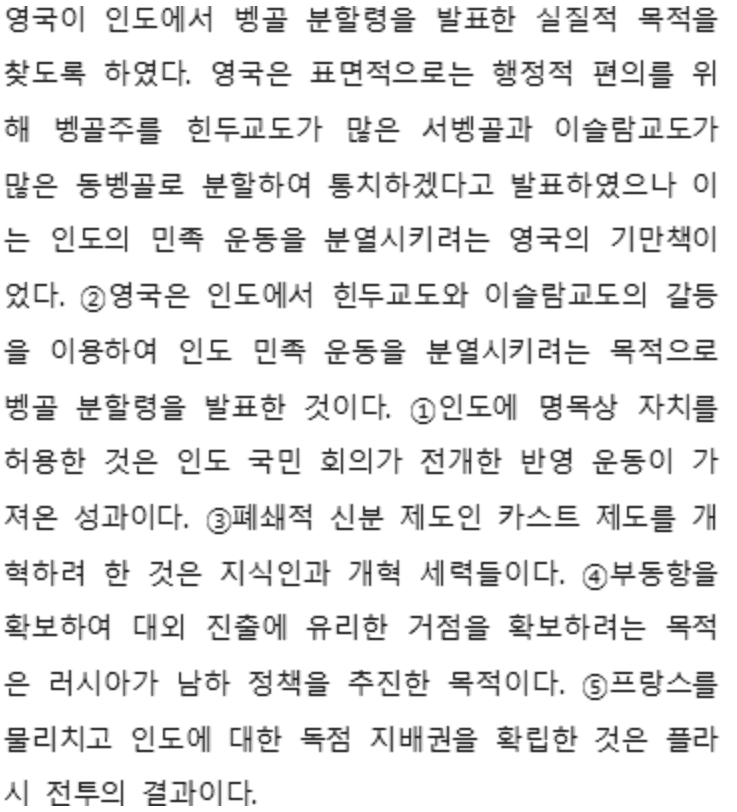 영국이 인도에서 벵골 분할령을 발표한 실질적 목적을
찾도록 하였다. 영국은 표면적으로는 행정적 편의를 위
해 벵골주를 힌두교도가 많은 서벵골과 이슬람교도가
많은 동벵골로 분할하여 통치하겠다고 발표하였으나 이
는 인도의 민족 운동을 분열시키려는 영국의 기만책이
었다. ②영국은 인도에서 힌두교도와 이슬람교도의 갈등
을 이용하여 인도 민족 운동을 분열시키려는 목적으로
벵골 분할령을 발표한 것이다. ①인도에 명목상 자치를
허용한 것은 인도 국민 회의가 전개한 반영 운동이 가
져온 성과이다. ③폐쇄적 신분 제도인 카스트 제도를 개
혁하려 한 것은 지식인과 개혁 세력들이다. ④부동항을
확보하여 대외 진출에 유리한 거점을 확보하려는 목적
은 러시아가 남하 정책을 추진한 목적이다. ⑤프랑스를
물리치고 인도에 대한 독점 지배권을 확립한 것은 플라
시 전투의 결과이다.